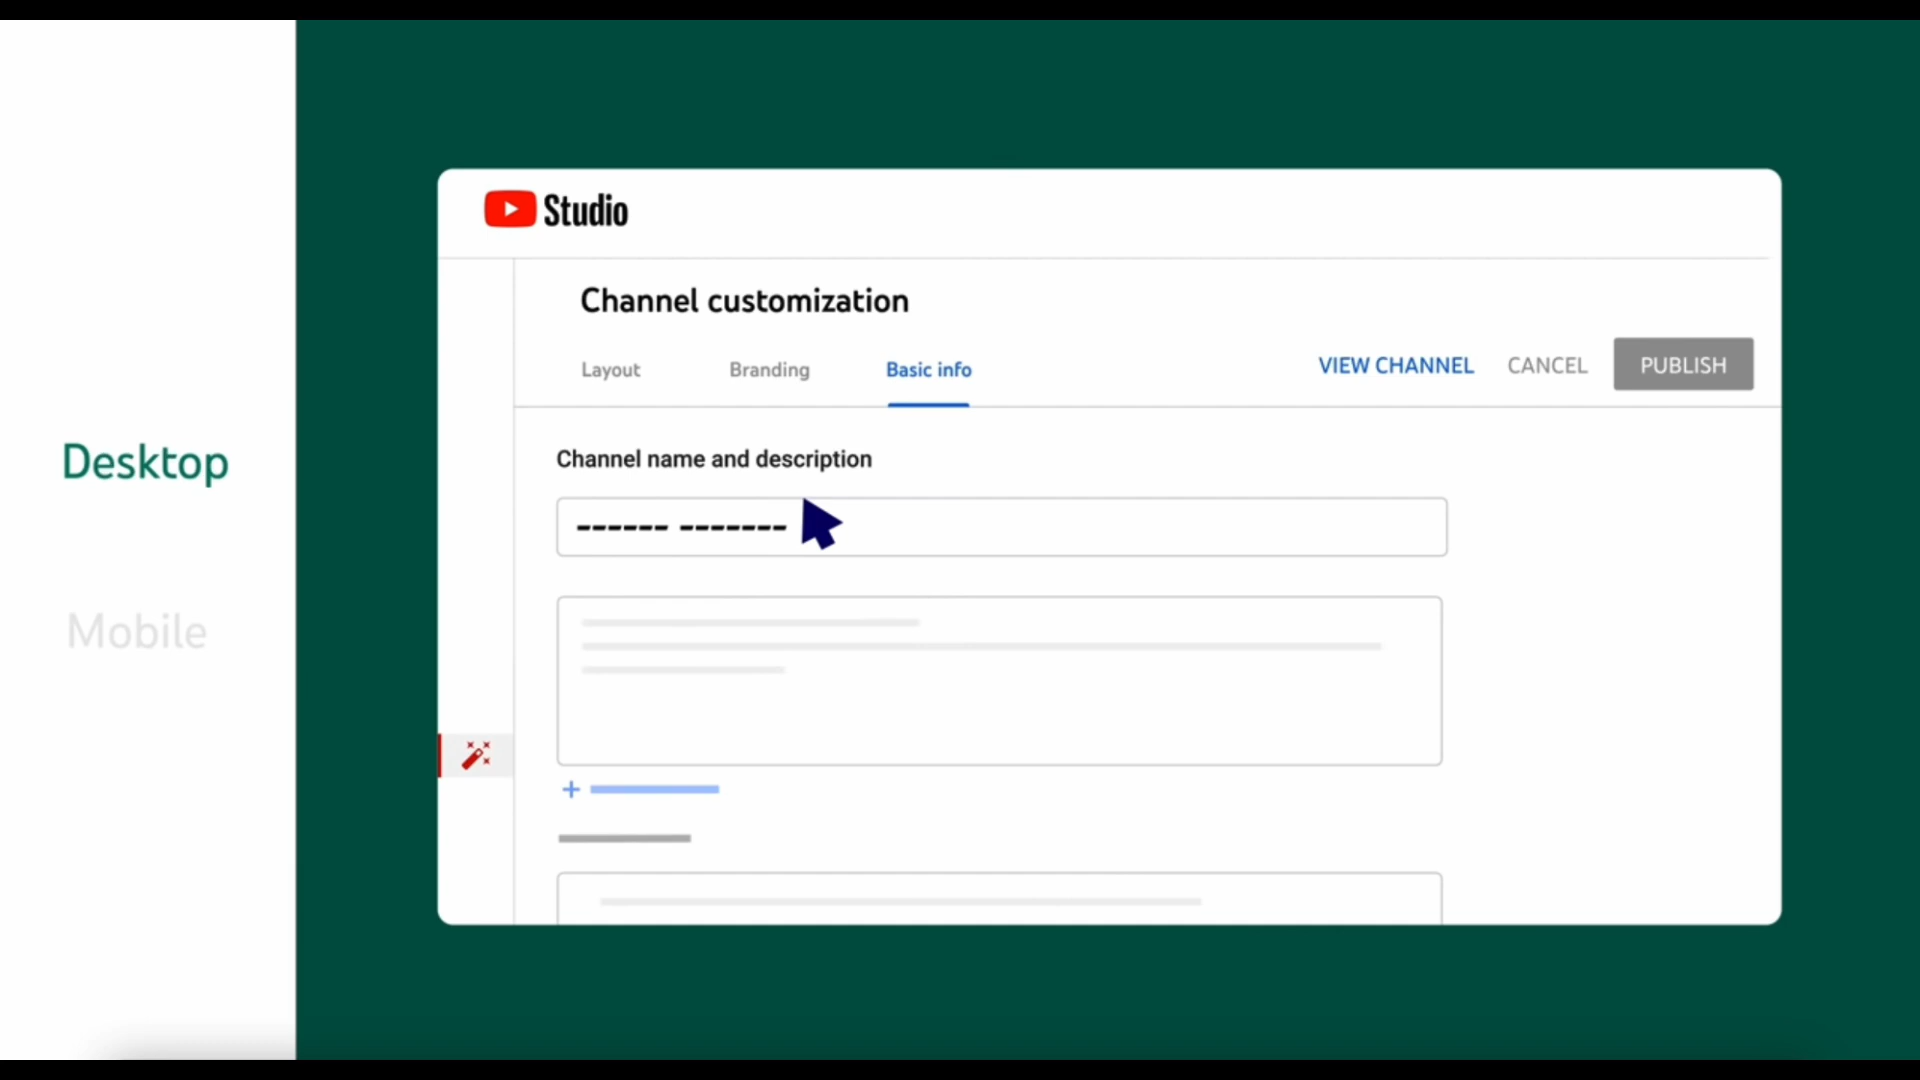 Studio
Channel customization
Layout Branding Basic info VIEW CHANNEL CANCEL PUBLISH
Channel name and description
------ -------
Desktop
Mobile